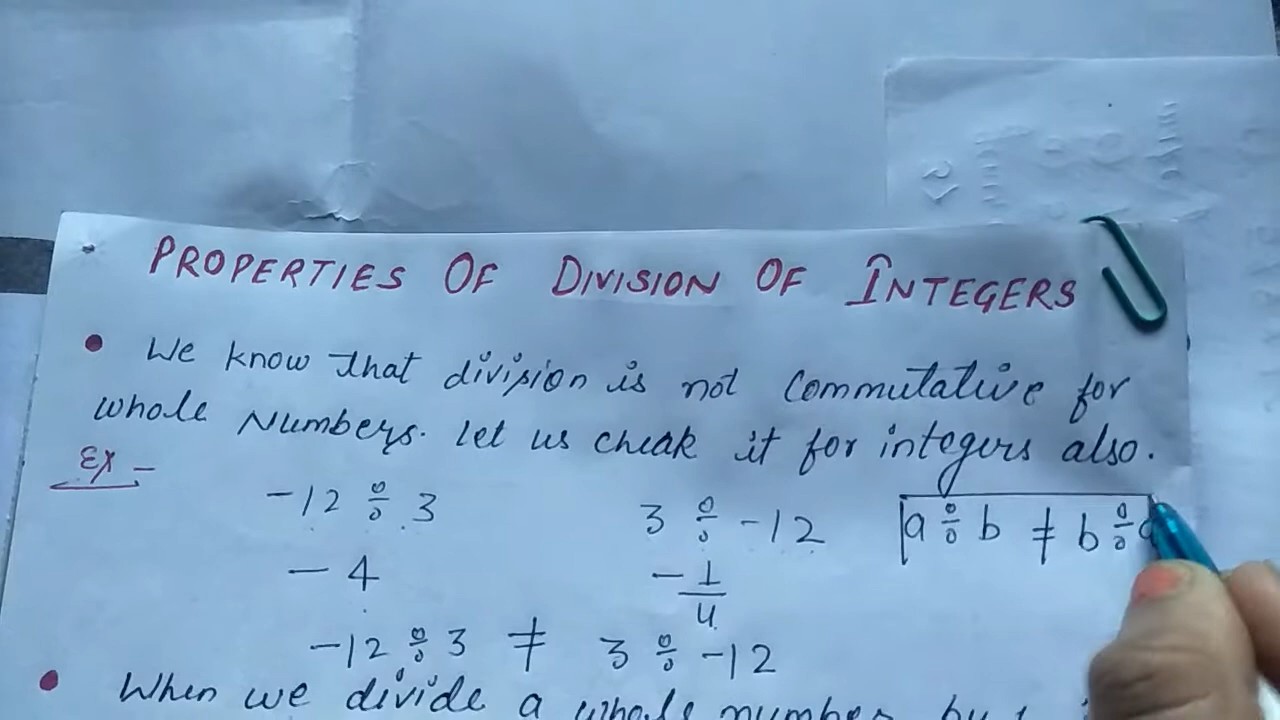 PROPERTIES OF DIVISION OF INTEGERS
• We know that division is not Commutative for
whole Numbers. let us cheak it for integers also.
Ex -
-12 ÷ 3 3 ÷ -12 a ÷ b ≠ b ÷ a
-4 -1/4
-12 ÷ 3 ≠ 3 ÷ -12
• When we divide a whole number by 1